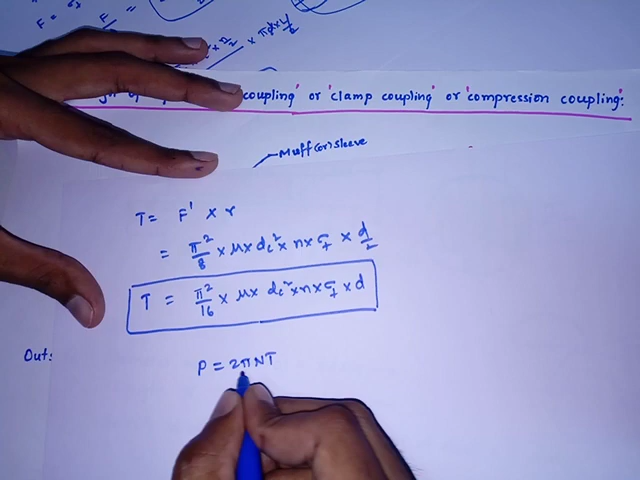 coupling' or 'clamp coupling' or 'compression coupling':
Muff (or) Sleeve
T = F' × r
= π²/8 × μ × dc² × n × σt × d/2
T = π²/16 × μ × dc² × n × σt × d
Out:
P = 2πNT